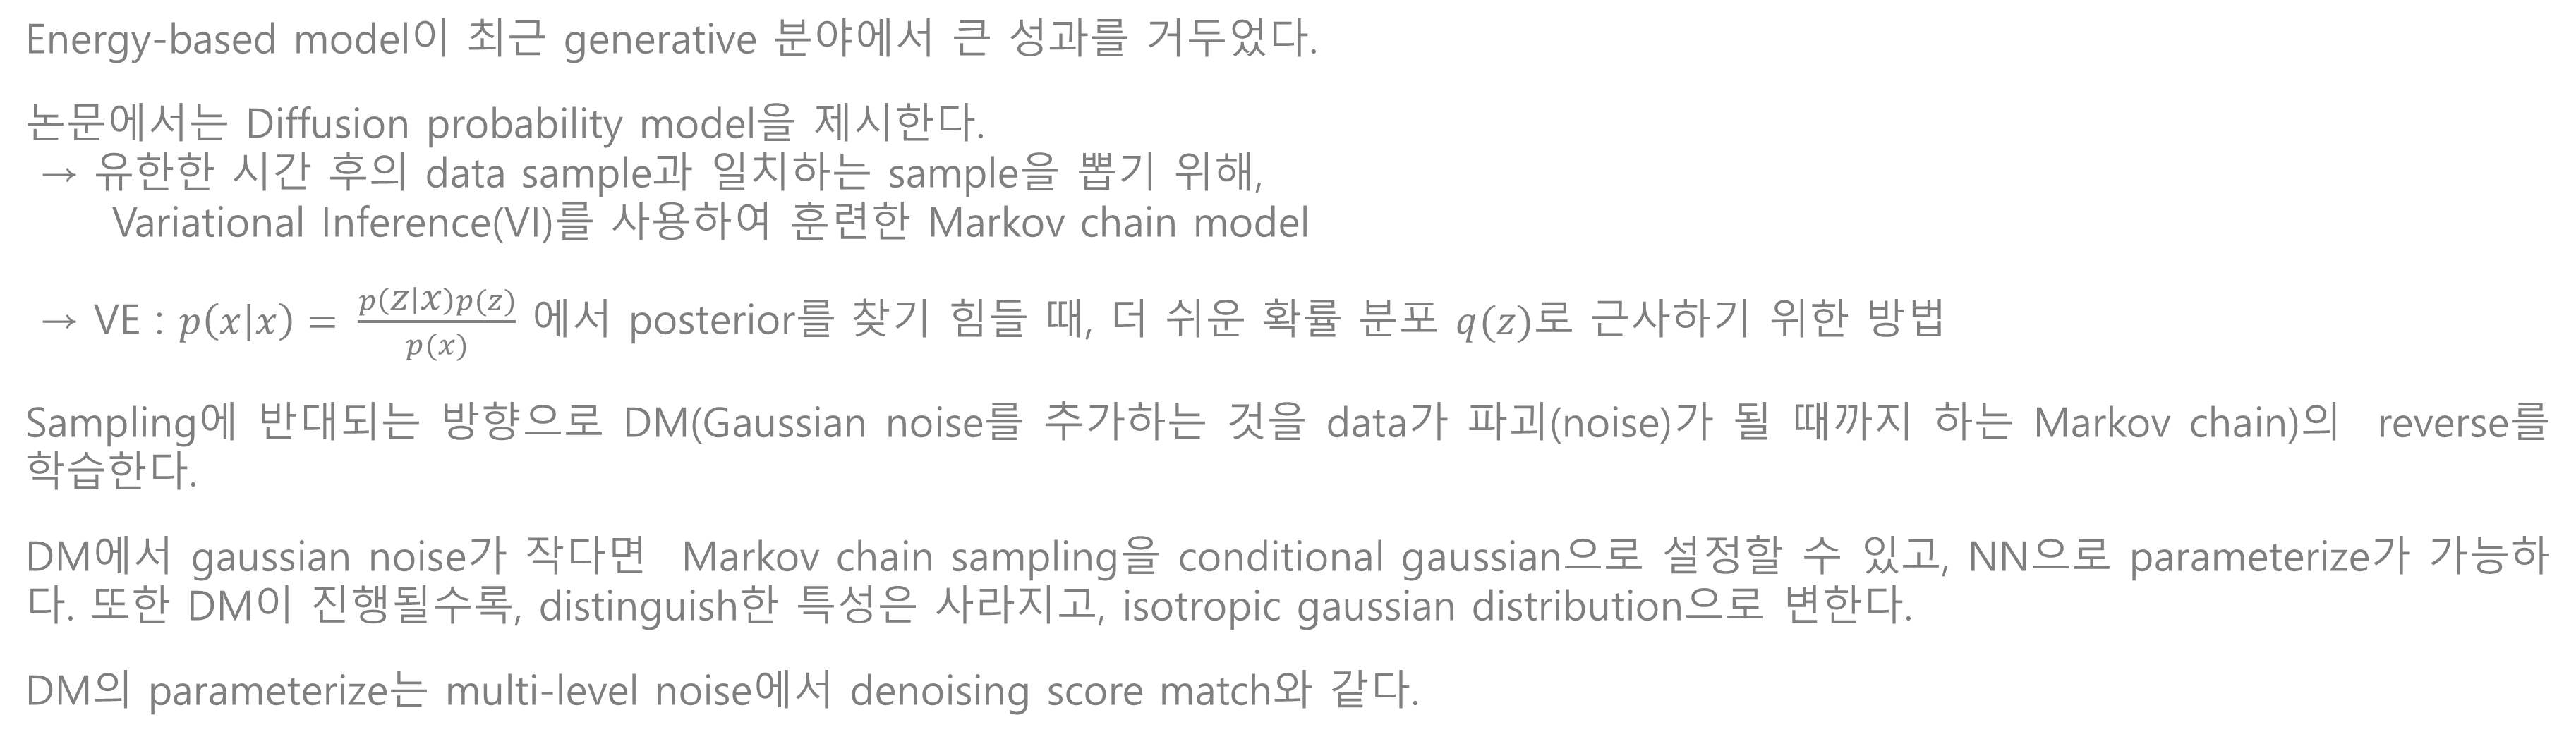 Energy-based model이 최근 generative 분야에서 큰 성과를 거두었다.
논문에서는 Diffusion probability model을 제시한다.
→ 유한한 시간 후의 data sample과 일치하는 sample을 뽑기 위해,
Variational Inference(VI)를 사용하여 훈련한 Markov chain model
→ VE : p(x|x) = p(z|x)p(z) / p(x) 에서 posterior를 찾기 힘들 때, 더 쉬운 확률 분포 q(z)로 근사하기 위한 방법
Sampling에 반대되는 방향으로 DM(Gaussian noise를 추가하는 것을 data가 파괴(noise)가 될 때까지 하는 Markov chain)의 reverse를
학습한다.
DM에서 gaussian noise가 작다면 Markov chain sampling을 conditional gaussian으로 설정할 수 있고, NN으로 parameterize가 가능하
다. 또한 DM이 진행될수록, distinguish한 특성은 사라지고, isotropic gaussian distribution으로 변한다.
DM의 parameterize는 multi-level noise에서 denoising score match와 같다.